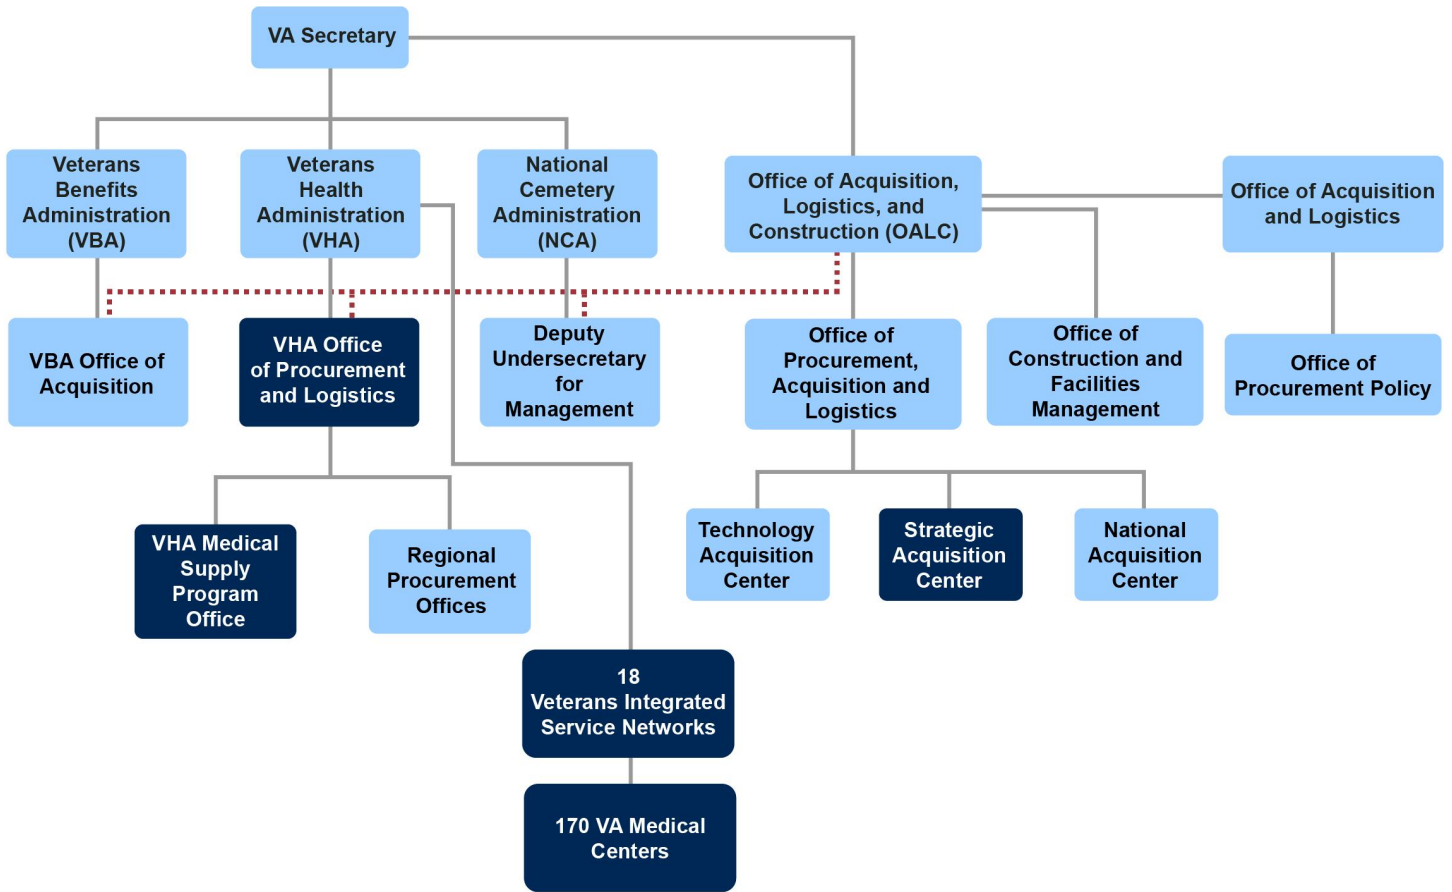 VA Secretary
Veterans
Benefits
Administration
(VBA)
Veterans
Health
Administration
(VHA)
National
Cemetery
Administration
(NCA)
Office of Acquisition,
Logistics, and
Construction (OALC)
Office of Acquisition
and Logistics
VBA Office of
Acquisition
VHA Office
of Procurement
and Logistics
Deputy
Undersecretary
for
Management
Office of
Procurement,
Acquisition and
Logistics
Office of
Construction and
Facilities
Management
Office of
Procurement Policy
VHA Medical
Supply
Program
Office
Regional
Procurement
Offices
Technology
Acquisition
Center
Strategic
Acquisition
Center
National
Acquisition
Center
18
Veterans Integrated
Service Networks
170 VA Medical
Centers